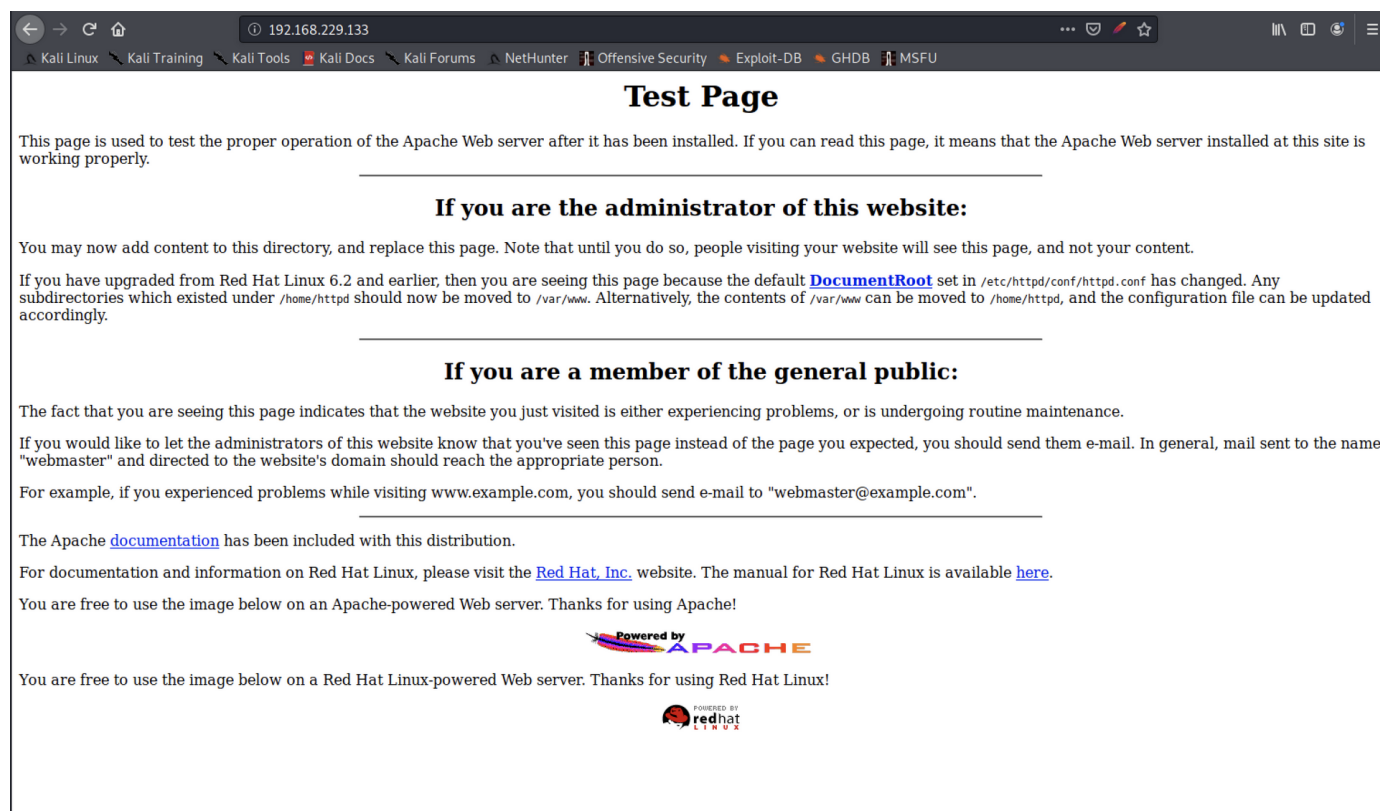 192.168.229.133
Kali Linux Kali Training Kali Tools Kali Docs Kali Forums NetHunter Offensive Security Exploit-DB GHDB MSFU
Test Page
This page is used to test the proper operation of the Apache Web server after it has been installed. If you can read this page, it means that the Apache Web server installed at this site is
working properly.
If you are the administrator of this website:
You may now add content to this directory, and replace this page. Note that until you do so, people visiting your website will see this page, and not your content.
If you have upgraded from Red Hat Linux 6.2 and earlier, then you are seeing this page because the default DocumentRoot set in /etc/httpd/conf/httpd.conf has changed. Any
subdirectories which existed under /home/httpd should now be moved to /var/www. Alternatively, the contents of /var/www can be moved to /home/httpd, and the configuration file can be updated
accordingly.
If you are a member of the general public:
The fact that you are seeing this page indicates that the website you just visited is either experiencing problems, or is undergoing routine maintenance.
If you would like to let the administrators of this website know that you've seen this page instead of the page you expected, you should send them e-mail. In general, mail sent to the name
"webmaster" and directed to the website's domain should reach the appropriate person.
For example, if you experienced problems while visiting www.example.com, you should send e-mail to "webmaster@example.com".
The Apache documentation has been included with this distribution.
For documentation and information on Red Hat Linux, please visit the Red Hat, Inc. website. The manual for Red Hat Linux is available here.
You are free to use the image below on an Apache-powered Web server. Thanks for using Apache!
Powered by
APACHE
You are free to use the image below on a Red Hat Linux-powered Web server. Thanks for using Red Hat Linux!
POWERED BY
redhat
LINUX